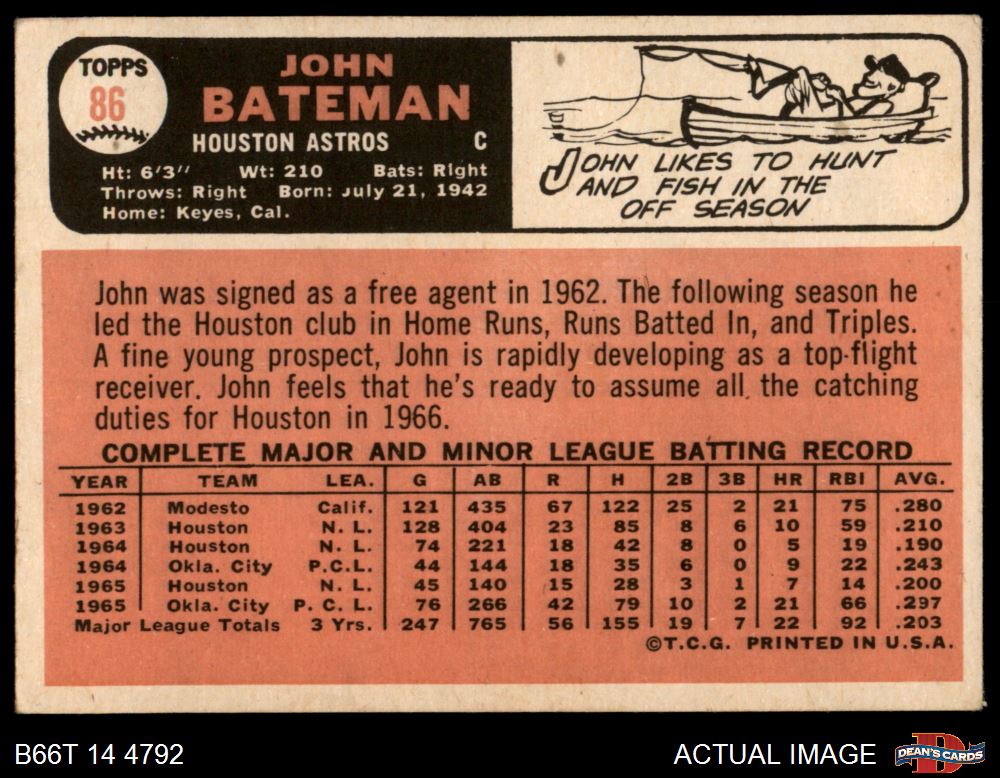 TOPPS
86
JOHN
BATEMAN
HOUSTON ASTROS C
Ht: 6'3" Wt: 210 Bats: Right
Throws: Right Born: July 21, 1942
Home: Keyes, Cal.
JOHN LIKES TO HUNT
AND FISH IN THE
OFF SEASON
John was signed as a free agent in 1962. The following season he
led the Houston club in Home Runs, Runs Batted In, and Triples.
A fine young prospect, John is rapidly developing as a top-flight
receiver. John feels that he's ready to assume all the catching
duties for Houston in 1966.
COMPLETE MAJOR AND MINOR LEAGUE BATTING RECORD
YEAR TEAM LEA. G AB R H 2B 3B HR RBI AVG.
1962 Modesto Calif. 121 435 67 122 25 2 21 75 .280
1963 Houston N. L. 128 404 23 85 8 6 10 59 .210
1964 Houston N. L. 74 221 18 42 8 0 5 19 .190
1964 Okla. City P.C.L. 44 144 18 35 6 0 9 22 .243
1965 Houston N. L. 45 140 15 28 3 1 7 14 .200
1965 Okla. City P. C. L. 76 266 42 79 10 2 21 66 .297
Major League Totals 3 Yrs. 247 765 56 155 19 7 22 92 .203
©T.C.G. PRINTED IN U.S.A.
B66T 14 4792
ACTUAL IMAGE
DEAN'S CARDS